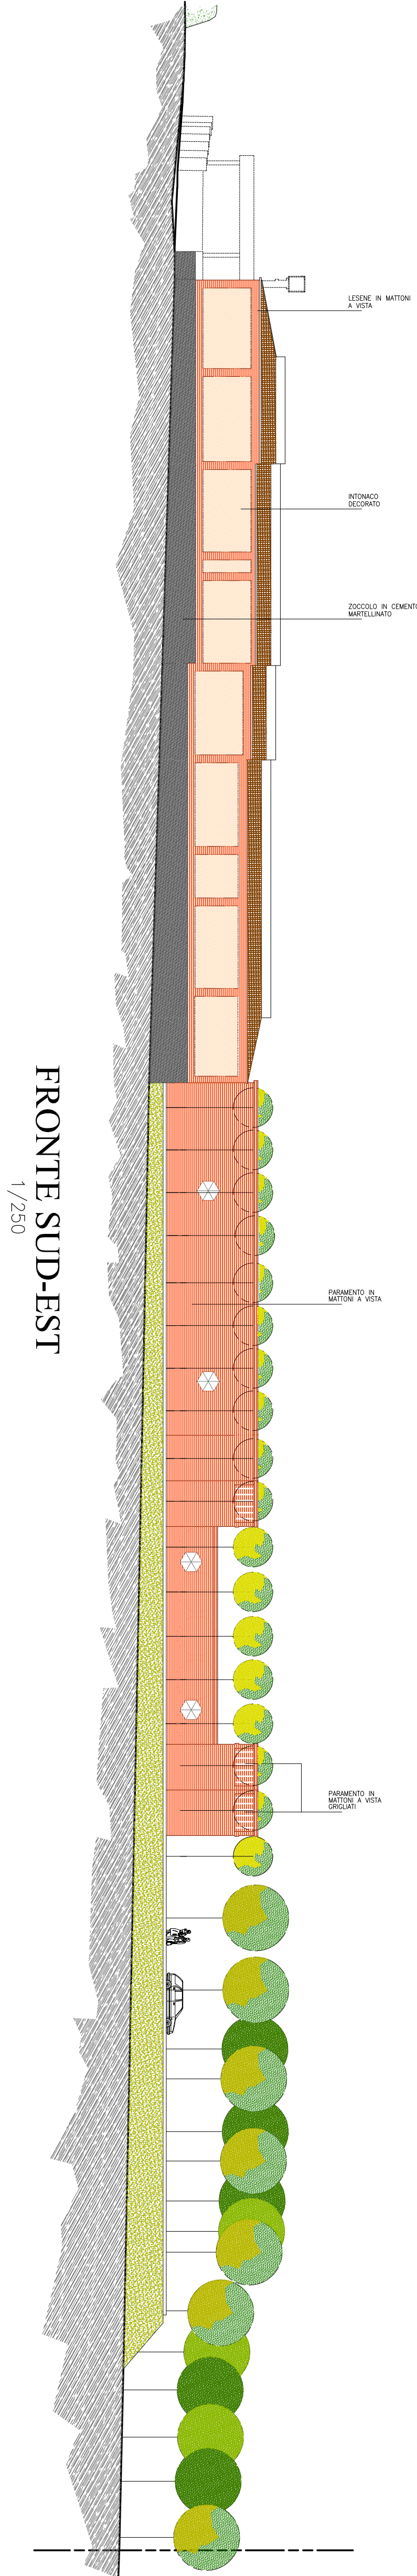 LESENE IN MATTONI
A VISTA
INTONACO
DECORATO
ZOCCOLO IN CEMENTO
MARTELLINATO
PARAMENTO IN
MATTONI A VISTA
PARAMENTO IN
MATTONI A VISTA
GRIGLIATI
FRONTE SUD-EST
1/250